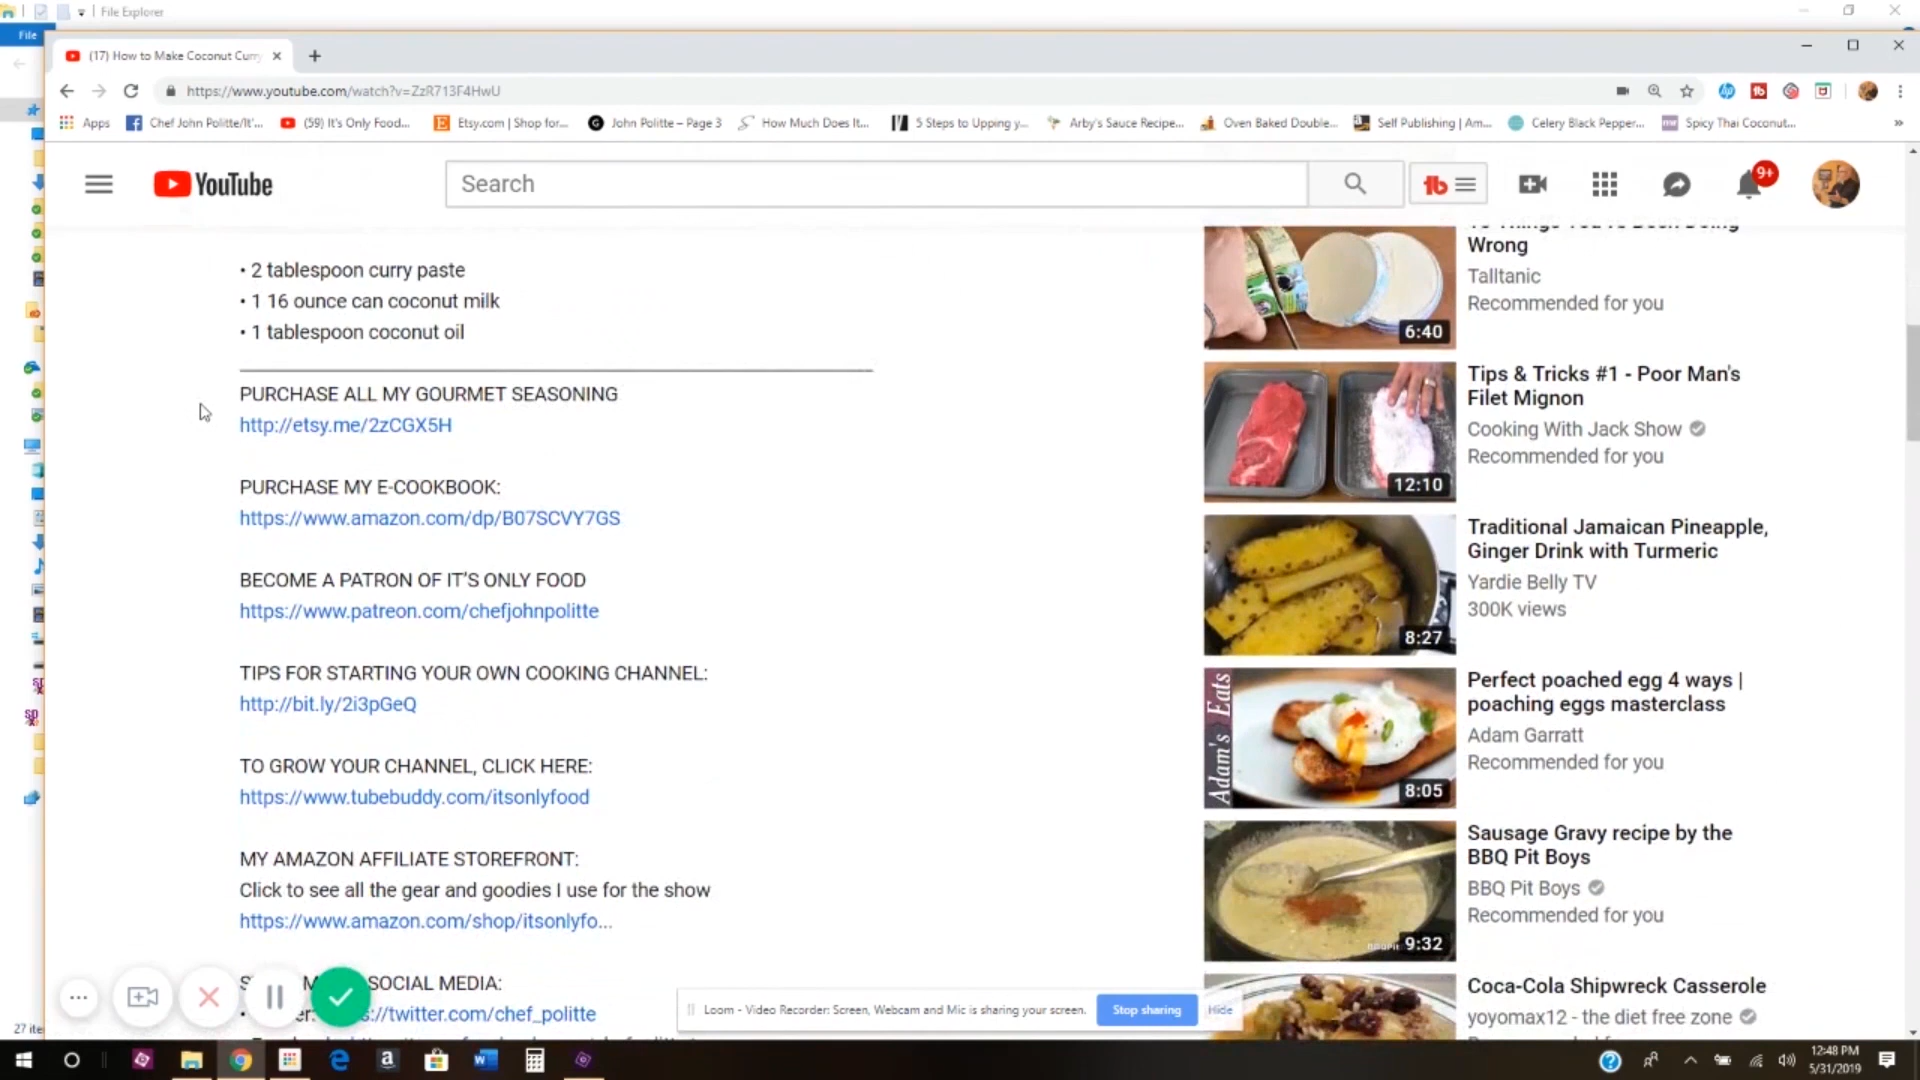 File Explorer
File
(17) How to Make Coconut Curry
https://www.youtube.com/watch?v=ZzR713F4HwU
Apps
Chef John Politte/It'...
(59) It's Only Food...
Etsy.com | Shop for...
John Politte – Page 3
How Much Does It...
5 Steps to Upping y...
Arby's Sauce Recipe...
Oven Baked Double...
Self Publishing | Am...
Celery Black Pepper...
Spicy Thai Coconut...
YouTube
Search
9+
• 2 tablespoon curry paste
• 1 16 ounce can coconut milk
• 1 tablespoon coconut oil
PURCHASE ALL MY GOURMET SEASONING
http://etsy.me/2zCGX5H
PURCHASE MY E-COOKBOOK:
https://www.amazon.com/dp/B07SCVY7GS
BECOME A PATRON OF IT'S ONLY FOOD
https://www.patreon.com/chefjohnpolitte
TIPS FOR STARTING YOUR OWN COOKING CHANNEL:
http://bit.ly/2i3pGeQ
TO GROW YOUR CHANNEL, CLICK HERE:
https://www.tubebuddy.com/itsonlyfood
MY AMAZON AFFILIATE STOREFRONT:
Click to see all the gear and goodies I use for the show
https://www.amazon.com/shop/itsonlyfo...
SOCIAL MEDIA:
://twitter.com/chef_politte
Wrong
Talltanic
Recommended for you
6:40
Tips & Tricks #1 - Poor Man's
Filet Mignon
Cooking With Jack Show
Recommended for you
12:10
Traditional Jamaican Pineapple,
Ginger Drink with Turmeric
Yardie Belly TV
300K views
8:27
Perfect poached egg 4 ways |
poaching eggs masterclass
Adam Garratt
Recommended for you
Adam's Eats
8:05
Sausage Gravy recipe by the
BBQ Pit Boys
BBQ Pit Boys
Recommended for you
9:32
Coca-Cola Shipwreck Casserole
yoyomax12 - the diet free zone
Loom - Video Recorder: Screen, Webcam and Mic is sharing your screen.
Stop sharing
Hide
27 ite
12:48 PM
5/31/2019